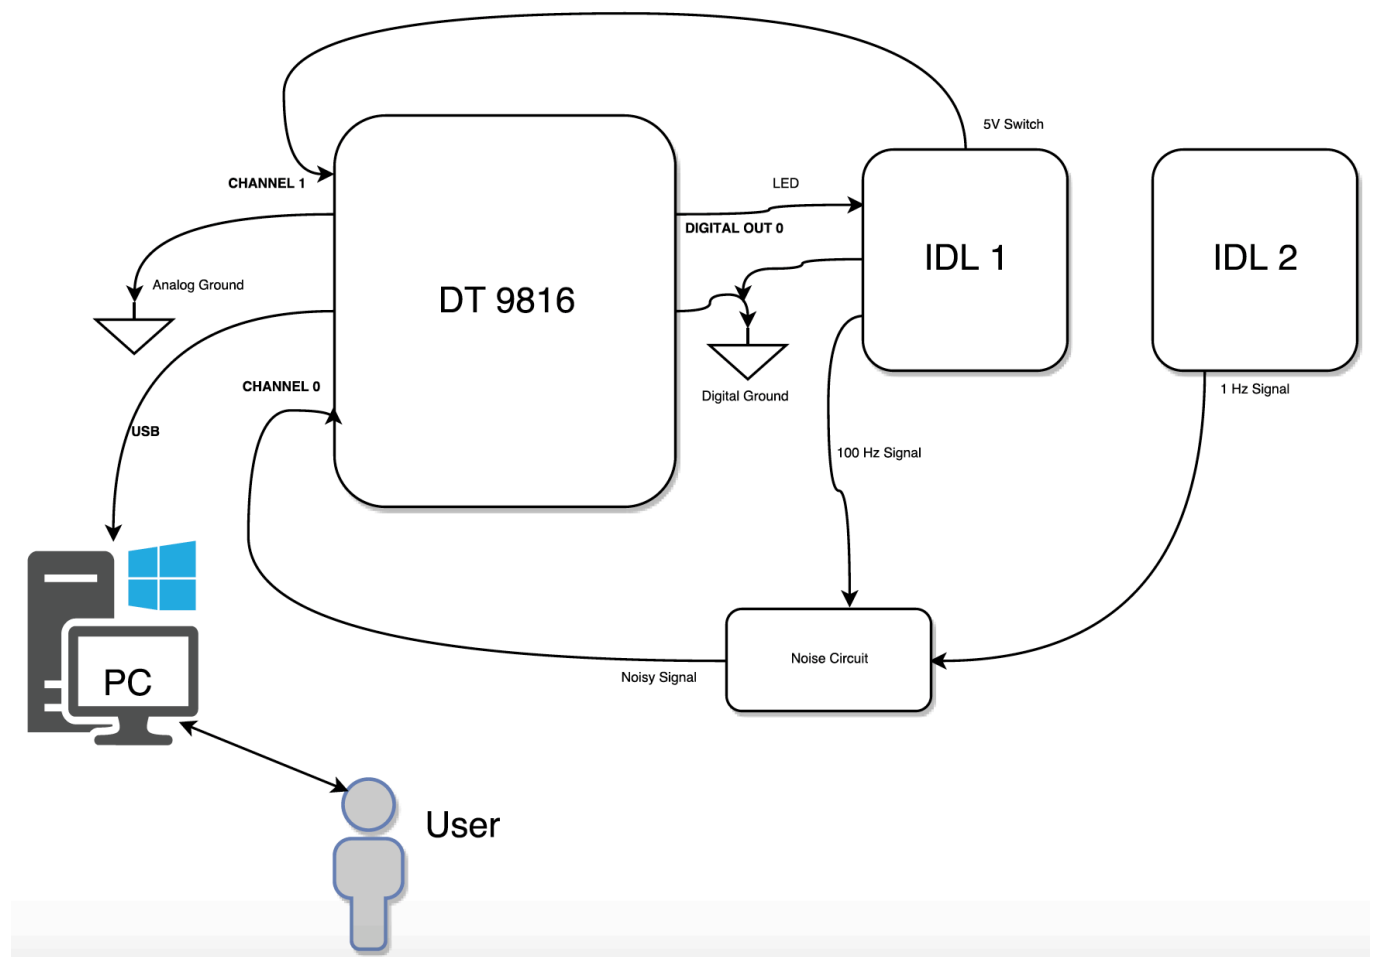 5V Switch
CHANNEL 1
LED
DIGITAL OUT 0
IDL 1
IDL 2
Analog Ground
DT 9816
CHANNEL 0
Digital Ground
1 Hz Signal
USB
100 Hz Signal
Noise Circuit
Noisy Signal
PC
User